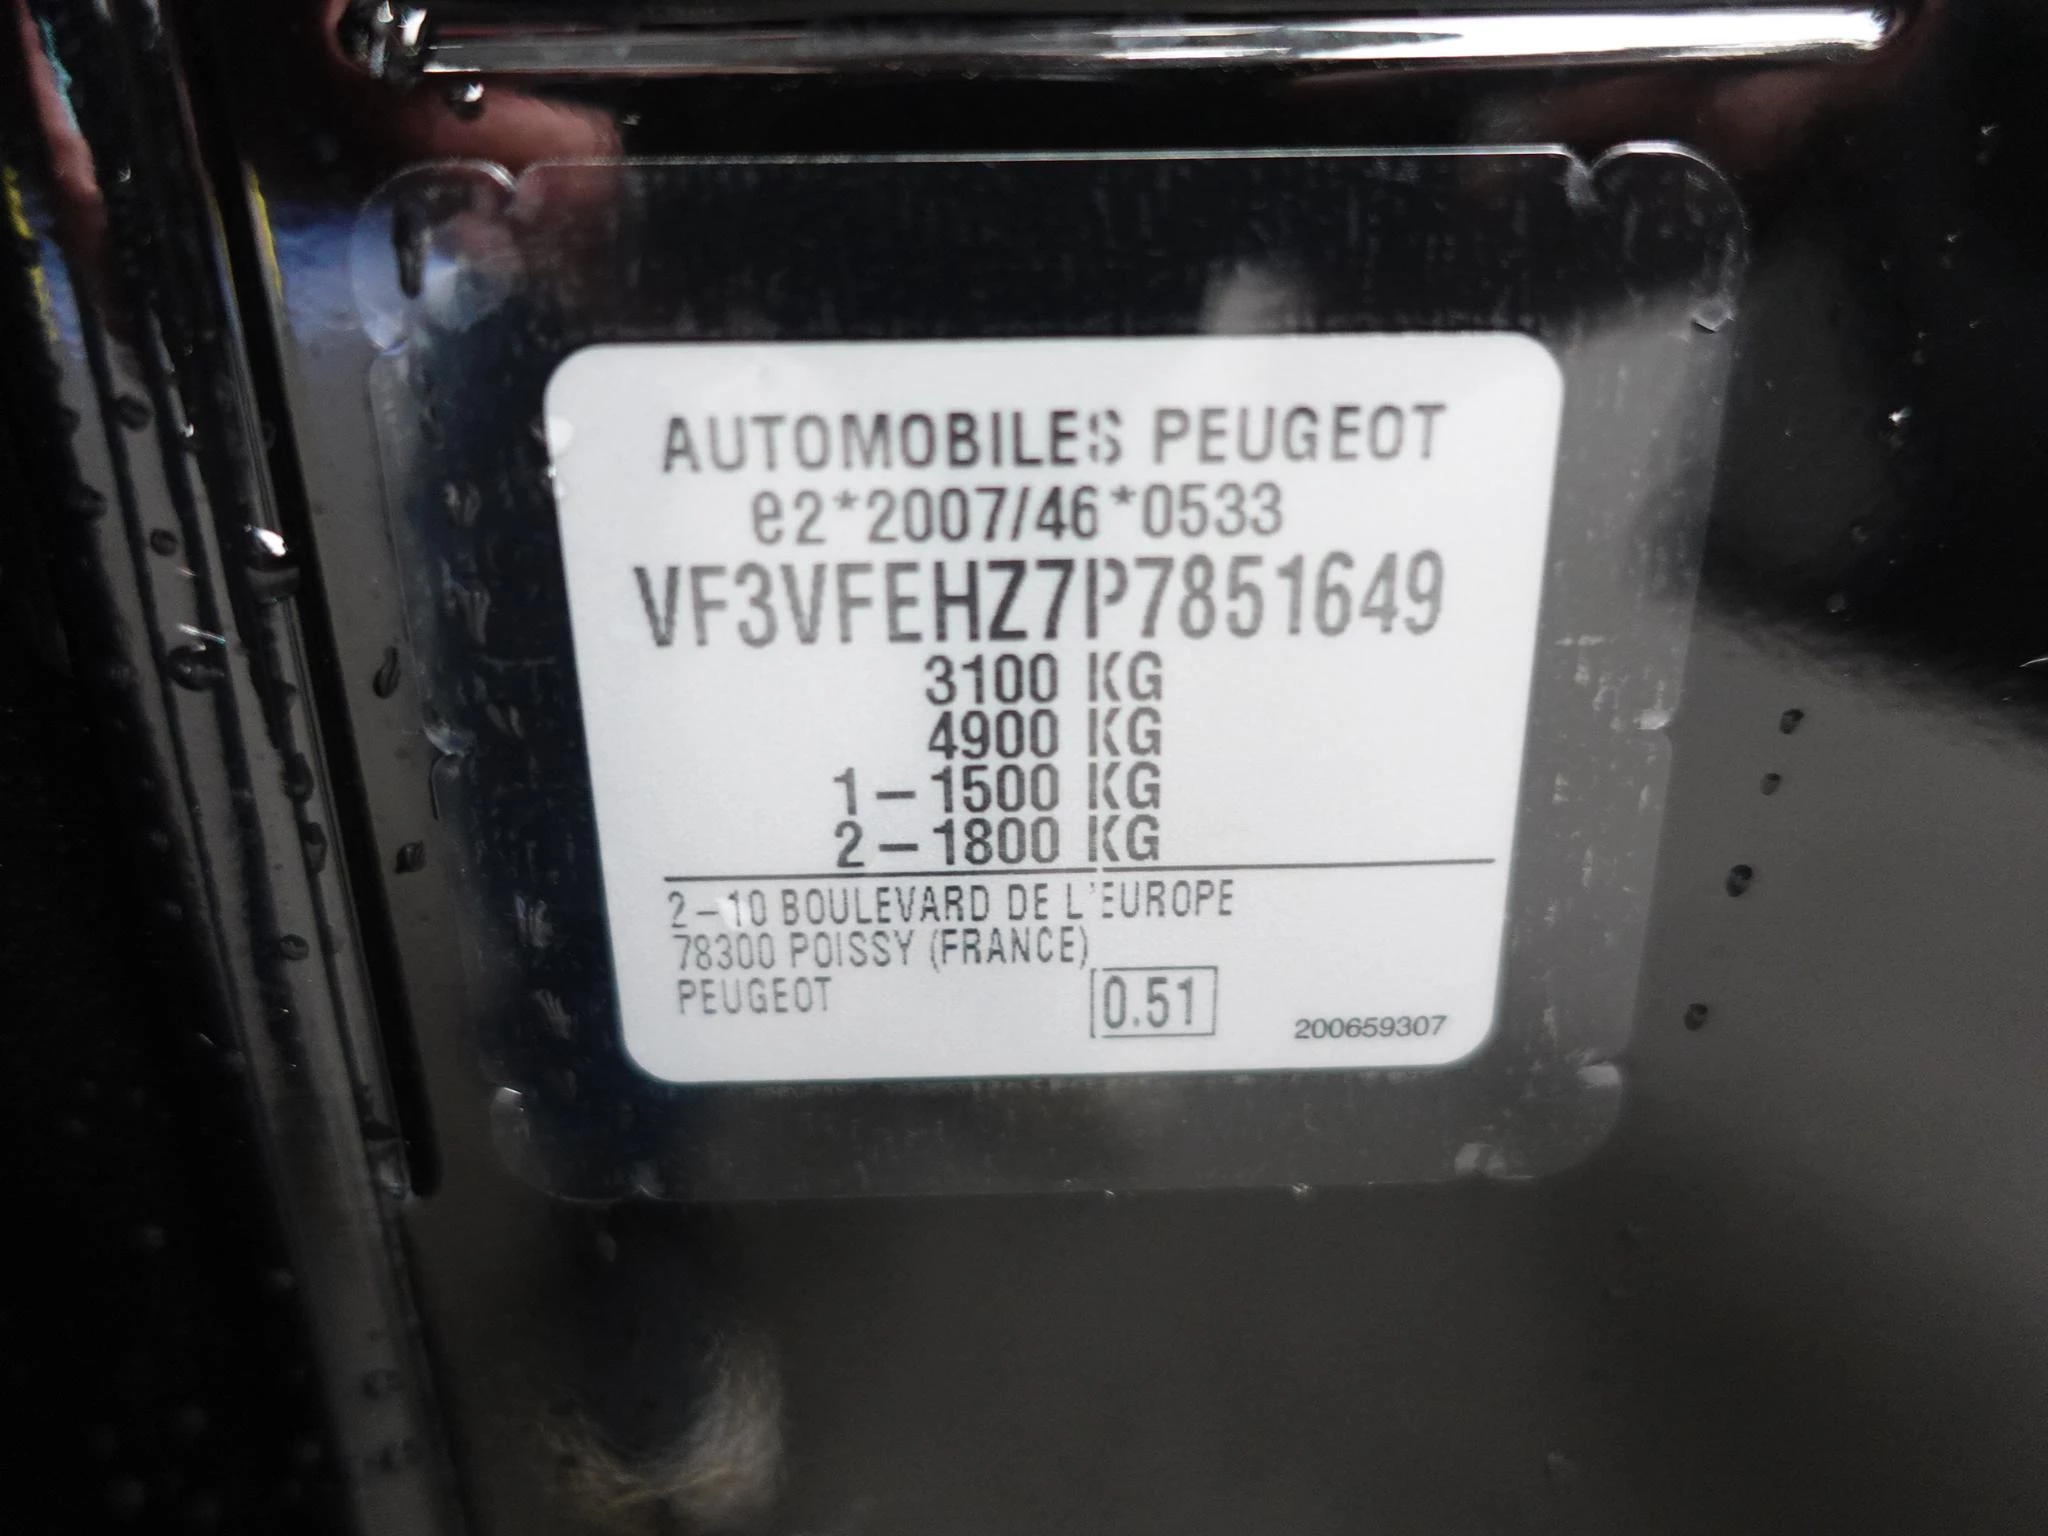 AUTOMOBILES PEUGEOT
e2*2007/46*0533
VF3VFEHZ7P7851649
3100 KG
4900 KG
1-1500 KG
2-1800 KG
2-10 BOULEVARD DE L'EUROPE
78300 POISSY (FRANCE)
PEUGEOT
0.51
200659307